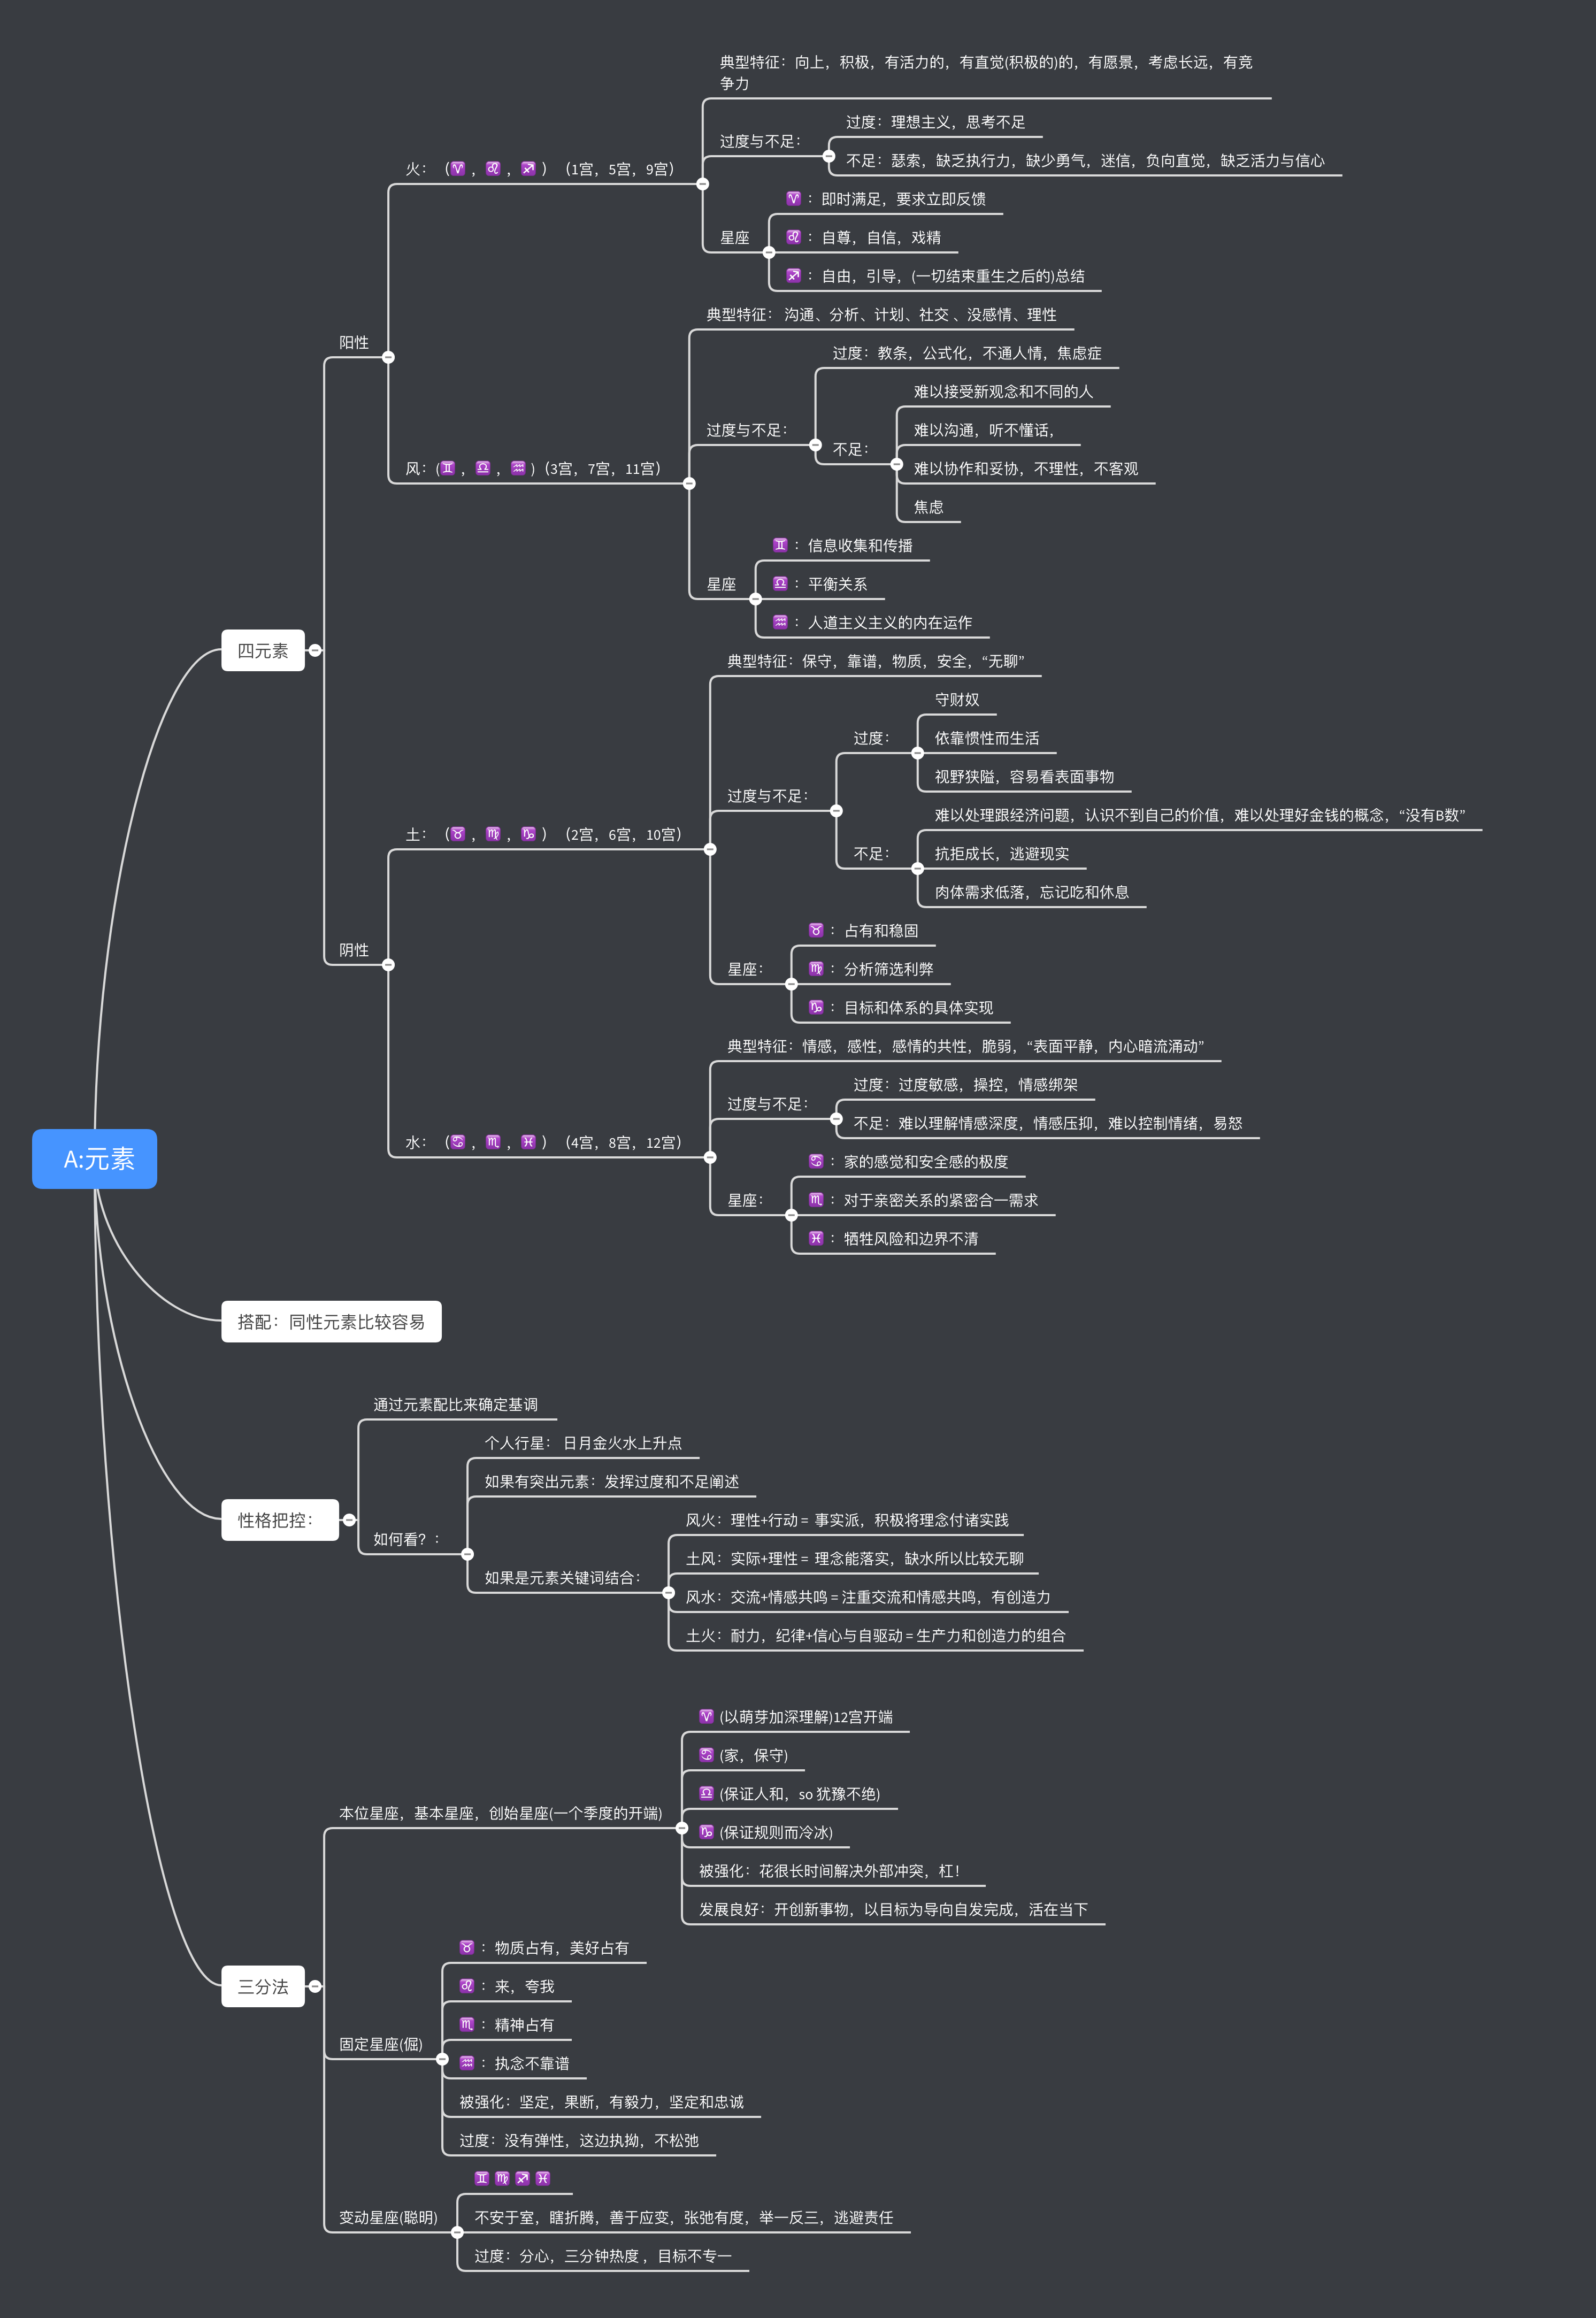 A:元素
四元素
阳性
火： （♈️，♌️，♐️）（1宫，5宫，9宫）
典型特征：向上，积极，有活力的，有直觉(积极的)的，有愿景，考虑长远，有竞
争力
过度与不足：
过度：理想主义，思考不足
不足：瑟索，缺乏执行力，缺少勇气，迷信，负向直觉，缺乏活力与信心
星座
♈️：即时满足，要求立即反馈
♌️：自尊，自信，戏精
♐️：自由，引导，(一切结束重生之后的)总结
风：(♊️，♎️，♒️)（3宫，7宫，11宫）
典型特征： 沟通、分析、计划、社交 、没感情、理性
过度与不足：
过度：教条，公式化，不通人情，焦虑症
不足：
难以接受新观念和不同的人
难以沟通，听不懂话，
难以协作和妥协，不理性，不客观
焦虑
星座
♊️：信息收集和传播
♎️：平衡关系
♒️：人道主义主义的内在运作
阴性
土： （♉️，♍️，♑️）（2宫，6宫，10宫）
典型特征：保守，靠谱，物质，安全，“无聊”
过度与不足：
过度：
守财奴
依靠惯性而生活
视野狭隘，容易看表面事物
不足：
难以处理跟经济问题，认识不到自己的价值，难以处理好金钱的概念，“没有B数”
抗拒成长，逃避现实
肉体需求低落，忘记吃和休息
星座：
♉️：占有和稳固
♍️：分析筛选利弊
♑️：目标和体系的具体实现
水： （♋️，♏️，♓️）（4宫，8宫，12宫）
典型特征：情感，感性，感情的共性，脆弱，“表面平静，内心暗流涌动”
过度与不足：
过度：过度敏感，操控，情感绑架
不足：难以理解情感深度，情感压抑，难以控制情绪，易怒
星座：
♋️：家的感觉和安全感的极度
♏️：对于亲密关系的紧密合一需求
♓️：牺牲风险和边界不清
搭配：同性元素比较容易
性格把控：
通过元素配比来确定基调
如何看？：
个人行星： 日月金火水上升点
如果有突出元素：发挥过度和不足阐述
如果是元素关键词结合：
风火：理性+行动 = 事实派，积极将理念付诸实践
土风：实际+理性 = 理念能落实，缺水所以比较无聊
风水：交流+情感共鸣 = 注重交流和情感共鸣，有创造力
土火：耐力，纪律+信心与自驱动 = 生产力和创造力的组合
三分法
本位星座，基本星座，创始星座(一个季度的开端)
♈️(以萌芽加深理解)12宫开端
♋️(家，保守)
♎️(保证人和，so 犹豫不绝)
♑️(保证规则而冷冰)
被强化：花很长时间解决外部冲突，杠！
发展良好：开创新事物，以目标为导向自发完成，活在当下
固定星座(倔)
♉️：物质占有，美好占有
♌️：来，夸我
♏️：精神占有
♒️：执念不靠谱
被强化：坚定，果断，有毅力，坚定和忠诚
过度：没有弹性，这边执拗，不松弛
变动星座(聪明)
♊️♍️♐️♓️
不安于室，瞎折腾，善于应变，张弛有度，举一反三，逃避责任
过度：分心，三分钟热度 ，目标不专一